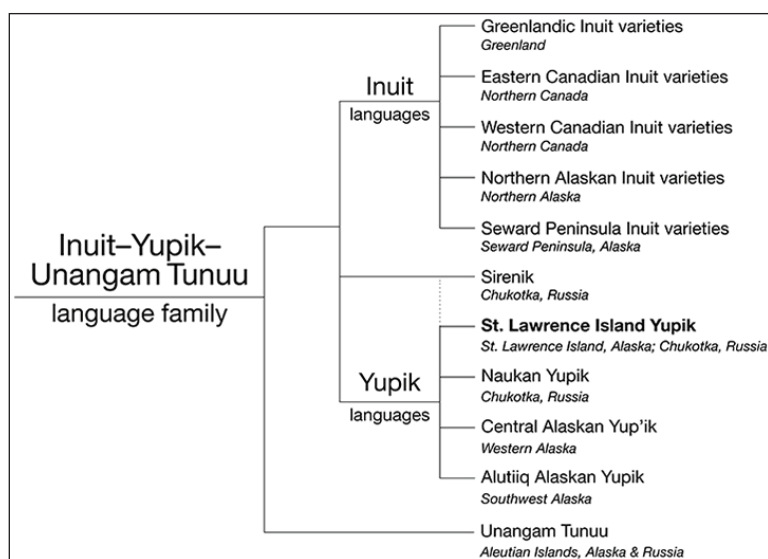 Inuit–Yupik–
Unangam Tunuu
language family
Inuit
languages
Greenlandic Inuit varieties
Greenland
Eastern Canadian Inuit varieties
Northern Canada
Western Canadian Inuit varieties
Northern Canada
Northern Alaskan Inuit varieties
Northern Alaska
Seward Peninsula Inuit varieties
Seward Peninsula, Alaska
Sirenik
Chukotka, Russia
Yupik
languages
St. Lawrence Island Yupik
St. Lawrence Island, Alaska; Chukotka, Russia
Naukan Yupik
Chukotka, Russia
Central Alaskan Yup’ik
Western Alaska
Alutiiq Alaskan Yupik
Southwest Alaska
Unangam Tunuu
Aleutian Islands, Alaska & Russia